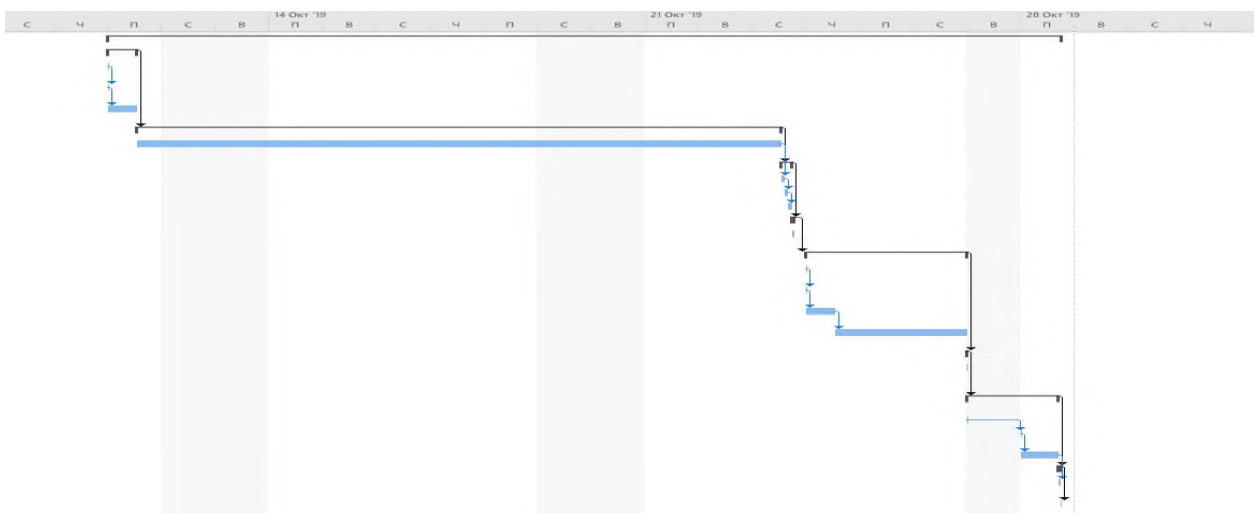 14 Окт '19 21 Окт '19 28 Окт '19
С Ч П С В П В С Ч П С В П В С Ч П С В П В С Ч